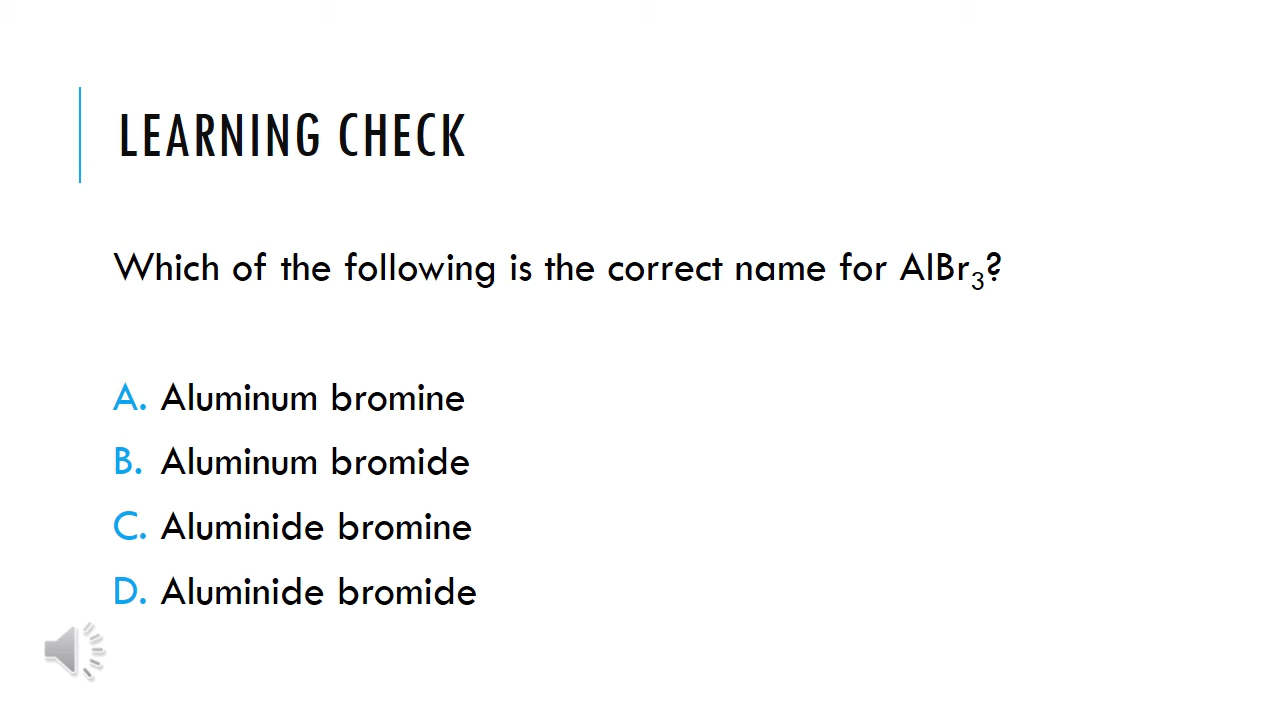 LEARNING CHECK
Which of the following is the correct name for AlBr₃?
A. Aluminum bromine
B. Aluminum bromide
C. Aluminide bromine
D. Aluminide bromide